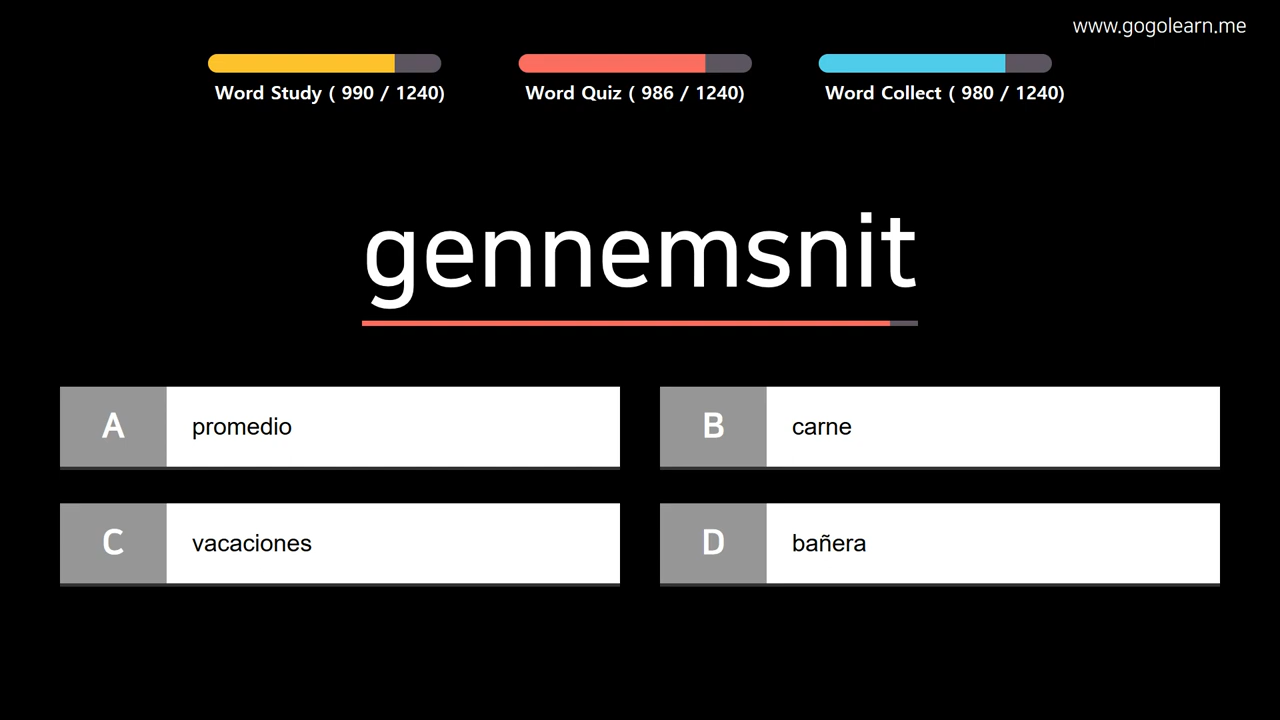 www.gogolearn.me
Word Study ( 990 / 1240)
Word Quiz ( 986 / 1240)
Word Collect ( 980 / 1240)
gennemsnit
A promedio
B carne
C vacaciones
D bañera